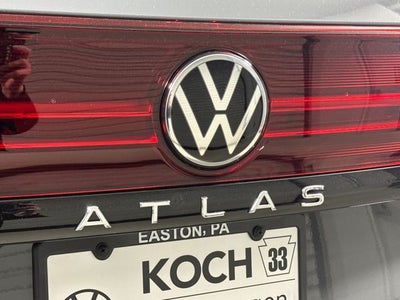 ATLAS
EASTON, PA
KOCH 33